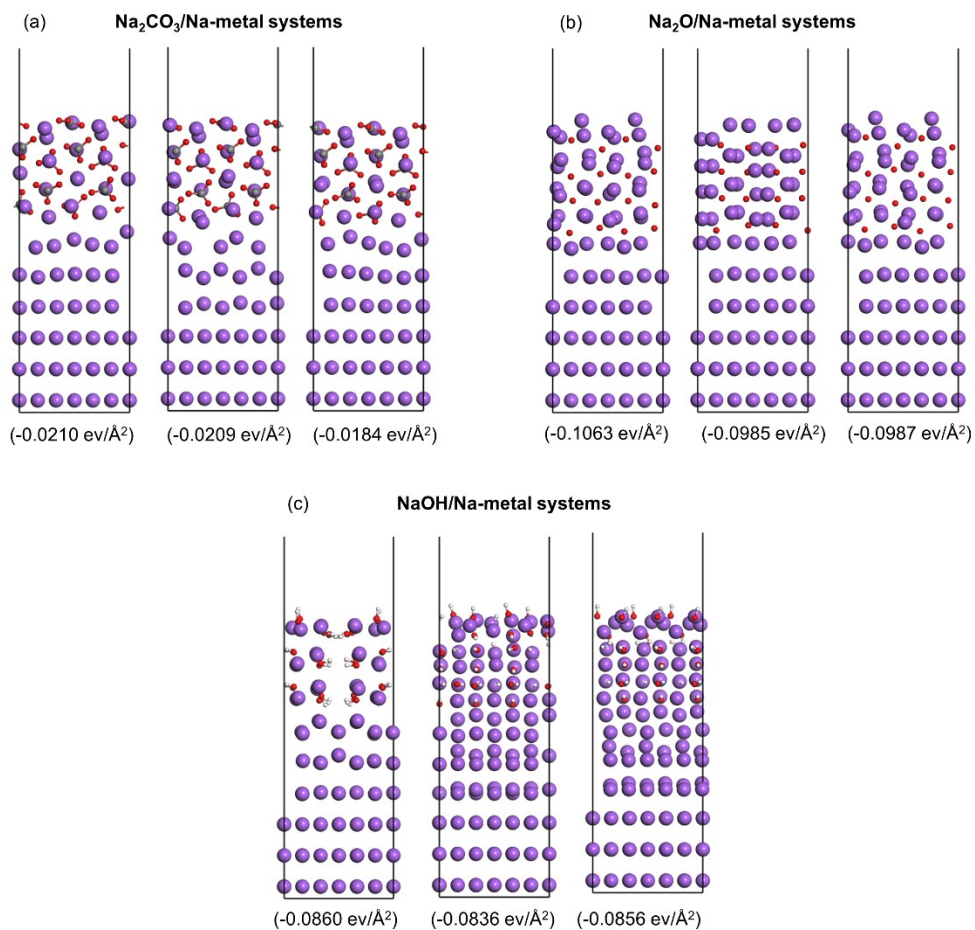 (a) Na₂CO₃/Na-metal systems
(b) Na₂O/Na-metal systems
(-0.0210 ev/Å²) (-0.0209 ev/Å²) (-0.0184 ev/Å²)
(-0.1063 ev/Å²) (-0.0985 ev/Å²) (-0.0987 ev/Å²)
(c) NaOH/Na-metal systems
(-0.0860 ev/Å²) (-0.0836 ev/Å²) (-0.0856 ev/Å²)